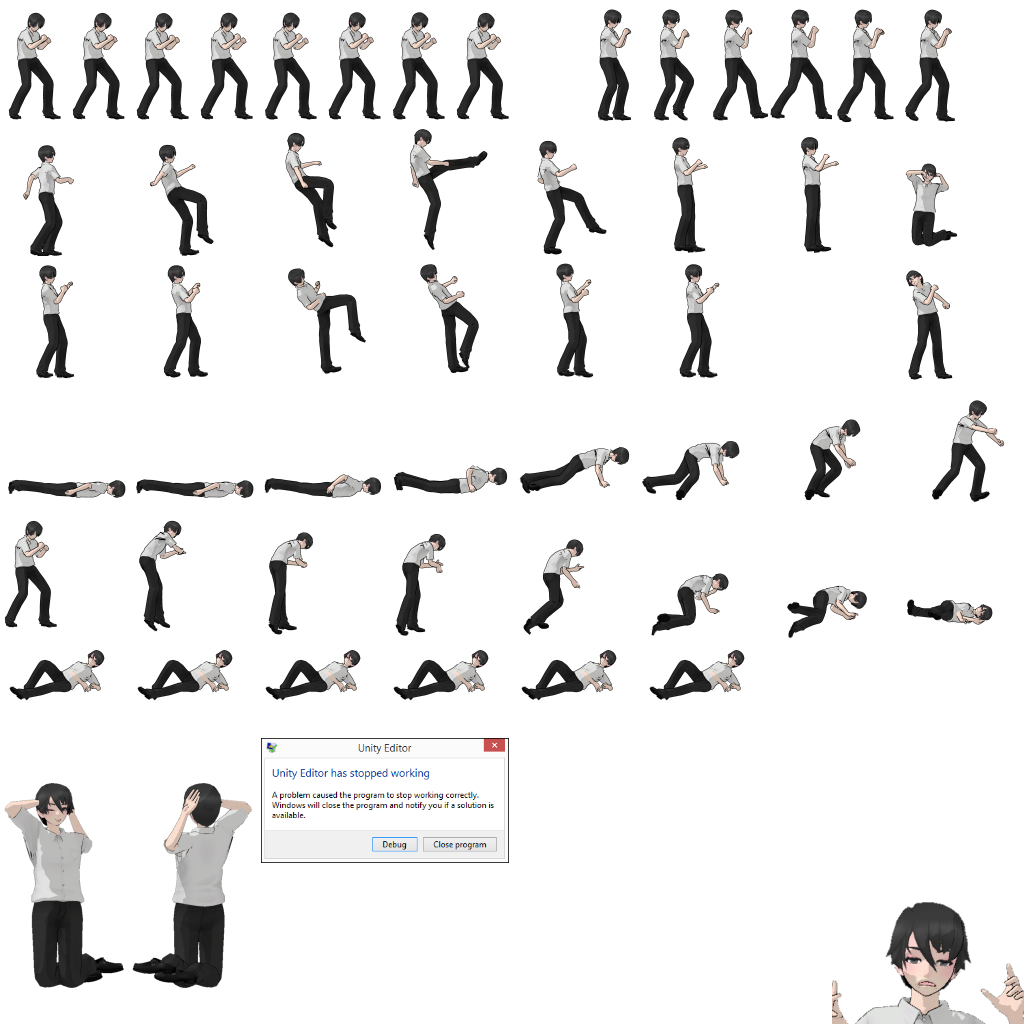 Unity Editor
Unity Editor has stopped working
A problem caused the program to stop working correctly.
Windows will close the program and notify you if a solution is
available.
Debug
Close program